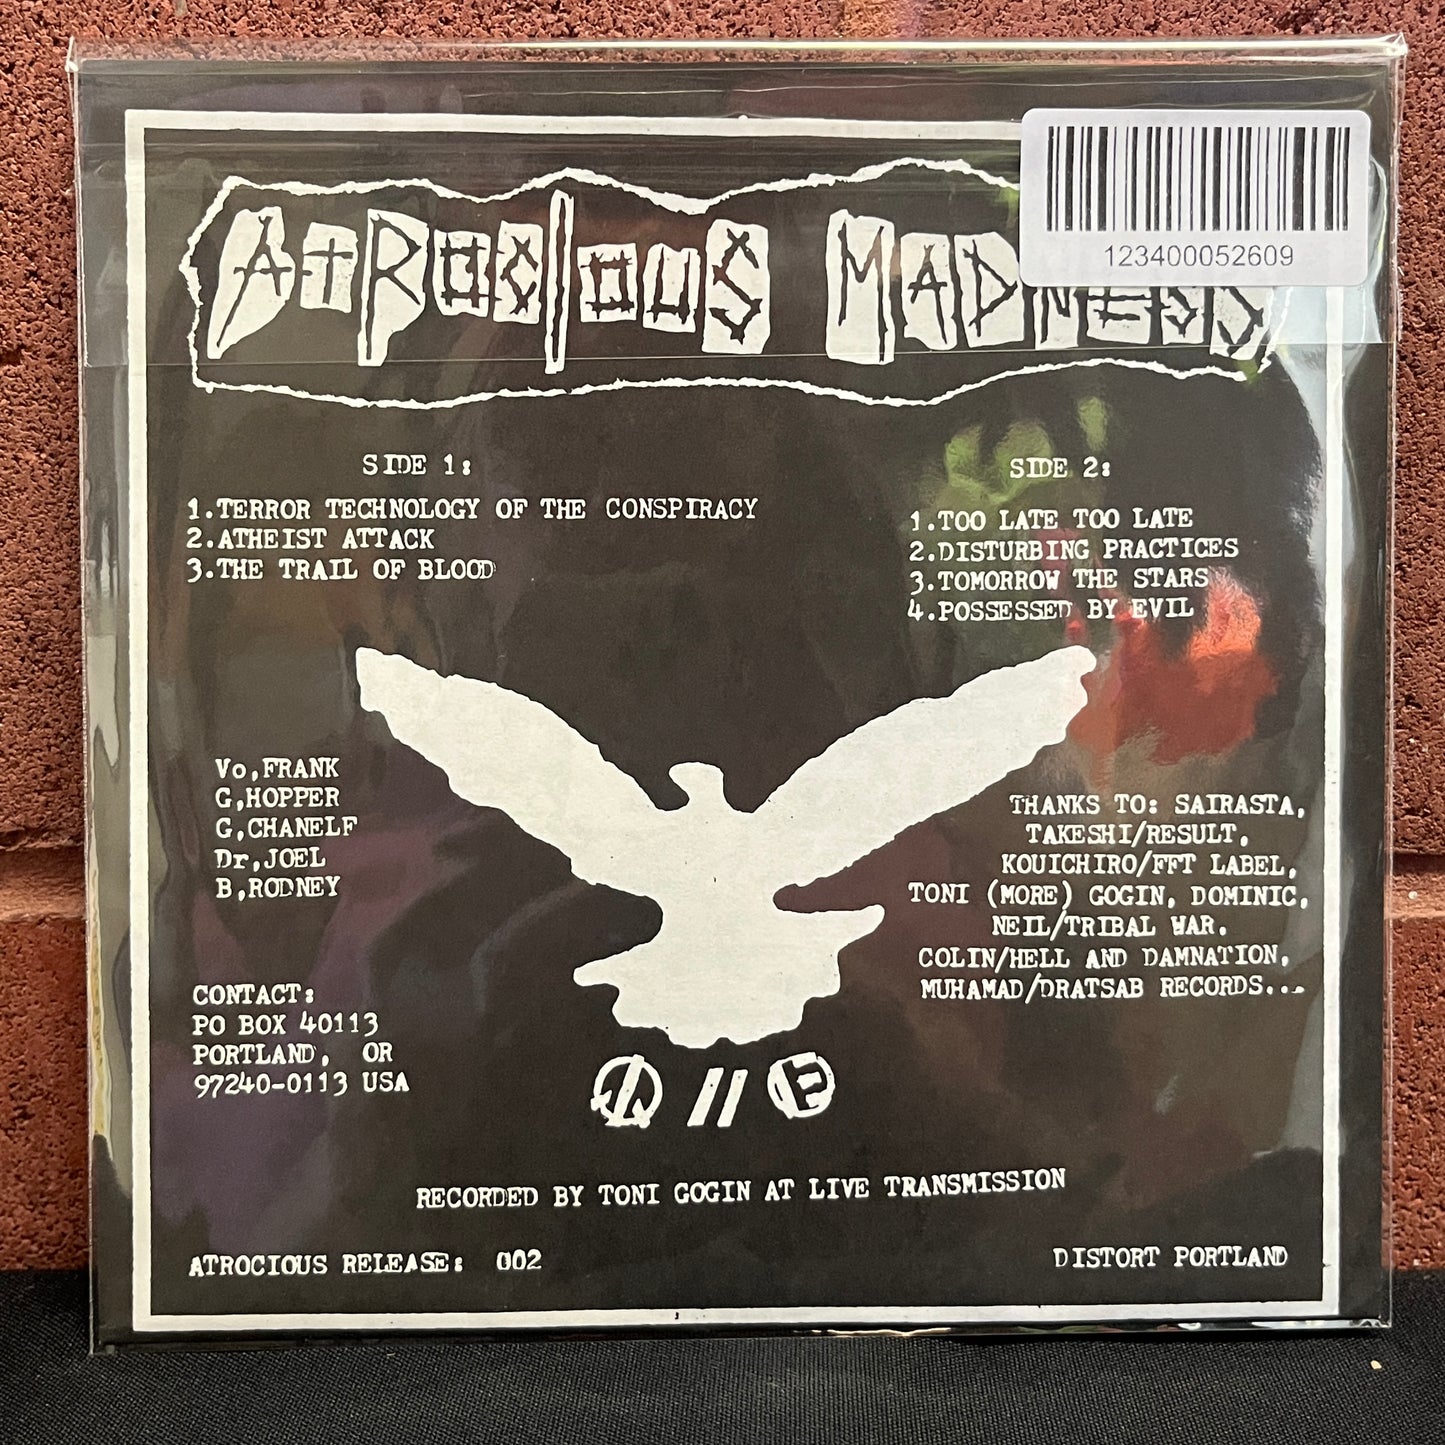 123400052609
ATROCIOUS MADNESS
SIDE 1:
1.TERROR TECHNOLOGY OF THE CONSPIRACY
2.ATHEIST ATTACK
3.THE TRAIL OF BLOOD
SIDE 2:
1.TOO LATE TOO LATE
2.DISTURBING PRACTICES
3.TOMORROW THE STARS
4.POSSESSED BY EVIL
Vo,FRANK
G,HOPPER
G,CHANELF
Dr,JOEL
B,RODNEY
THANKS TO: SAIRASTA,
TAKESHI/RESULT,
KOUICHIRO/FFT LABEL,
TONI (MORE) GOGIN, DOMINIC,
NEIL/TRIBAL WAR.
COLIN/HELL AND DAMNATION,
MUHAMAD/DRATSAB RECORDS...
CONTACT:
PO BOX 40113
PORTLAND, OR
97240-0113 USA
//
RECORDED BY TONI GOGIN AT LIVE TRANSMISSION
ATROCIOUS RELEASE: 002
DISTORT PORTLAND